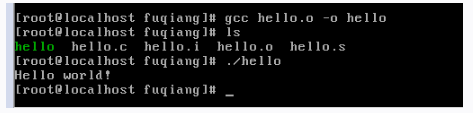 [root@localhost fuqiang]# gcc hello.o -o hello
[root@localhost fuqiang]# ls
hello  hello.c  hello.i  hello.o  hello.s
[root@localhost fuqiang]# ./hello
Hello world!
[root@localhost fuqiang]# _